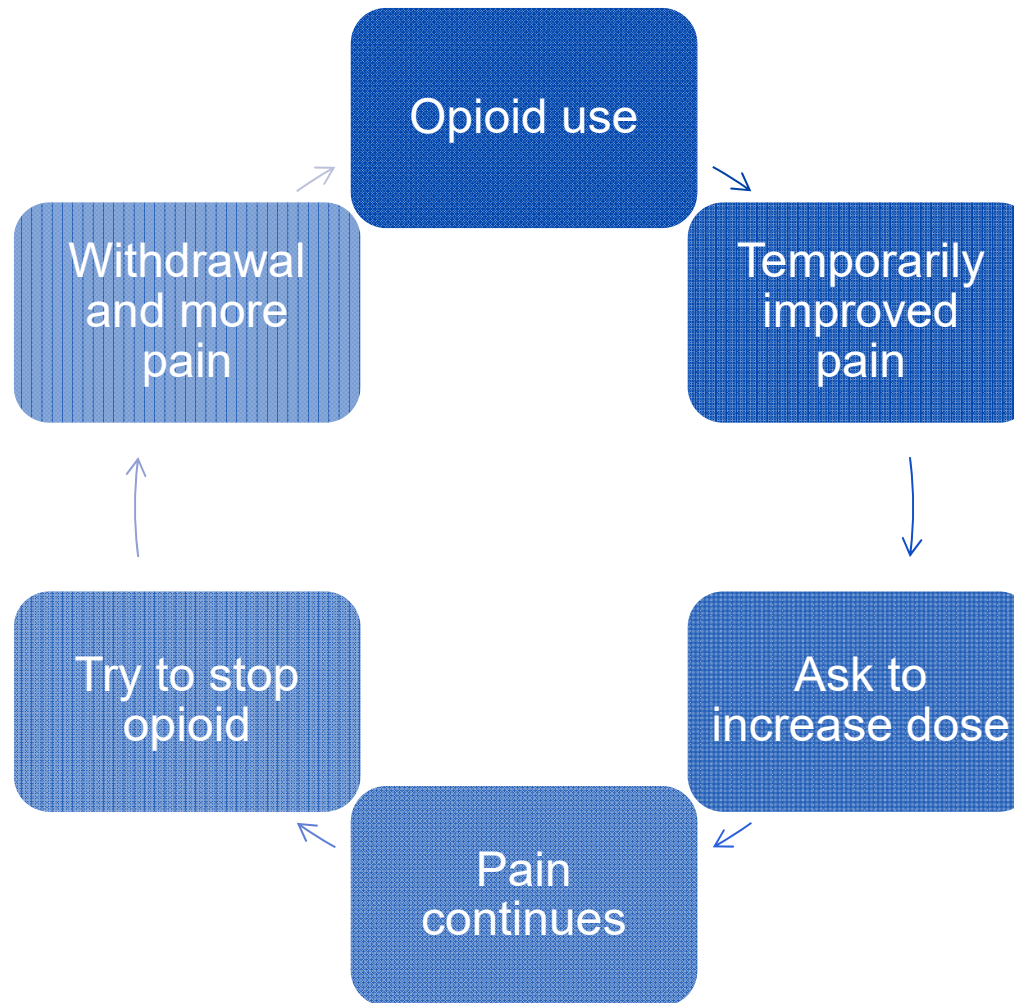 Opioid use
Temporarily
improved
pain
Ask to
increase dose
Pain
continues
Try to stop
opioid
Withdrawal
and more
pain